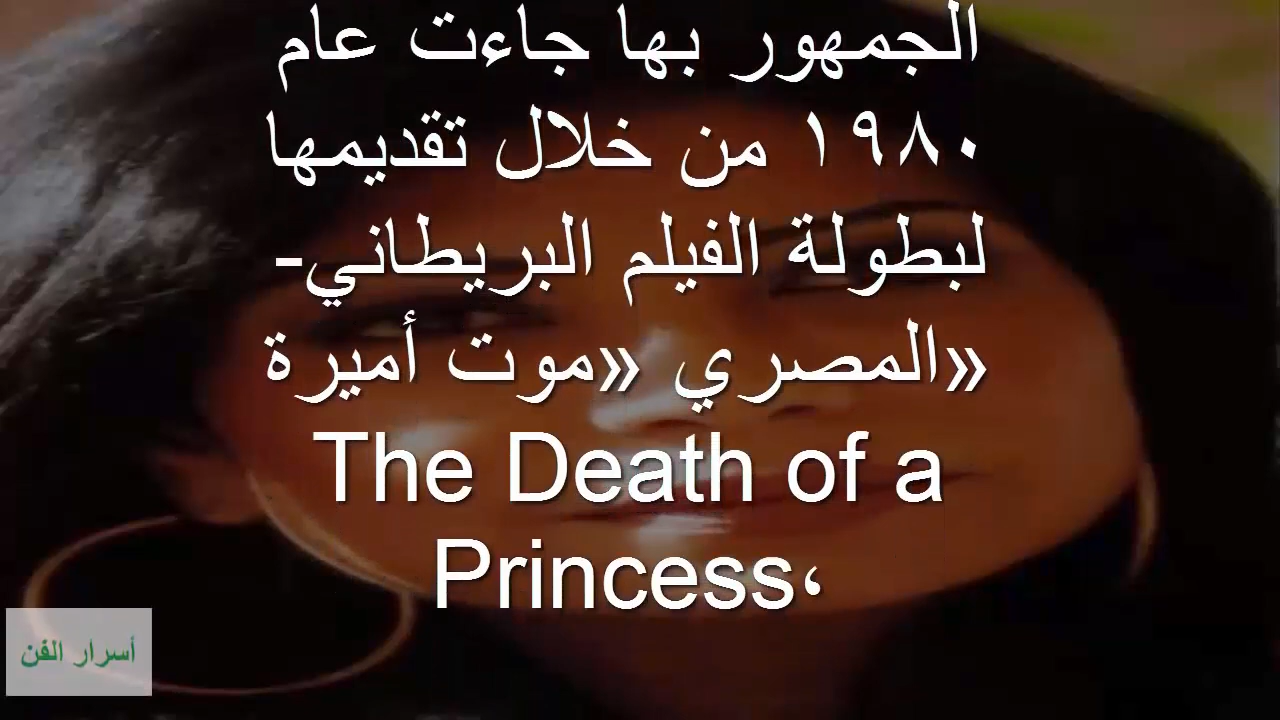 الجمهور بها جاءت عام
١٩٨٠ من خلال تقديمها
لبطولة الفيلم البريطاني-
«المصري «موت أميرة
The Death of a
Princess،
أسرار الفن